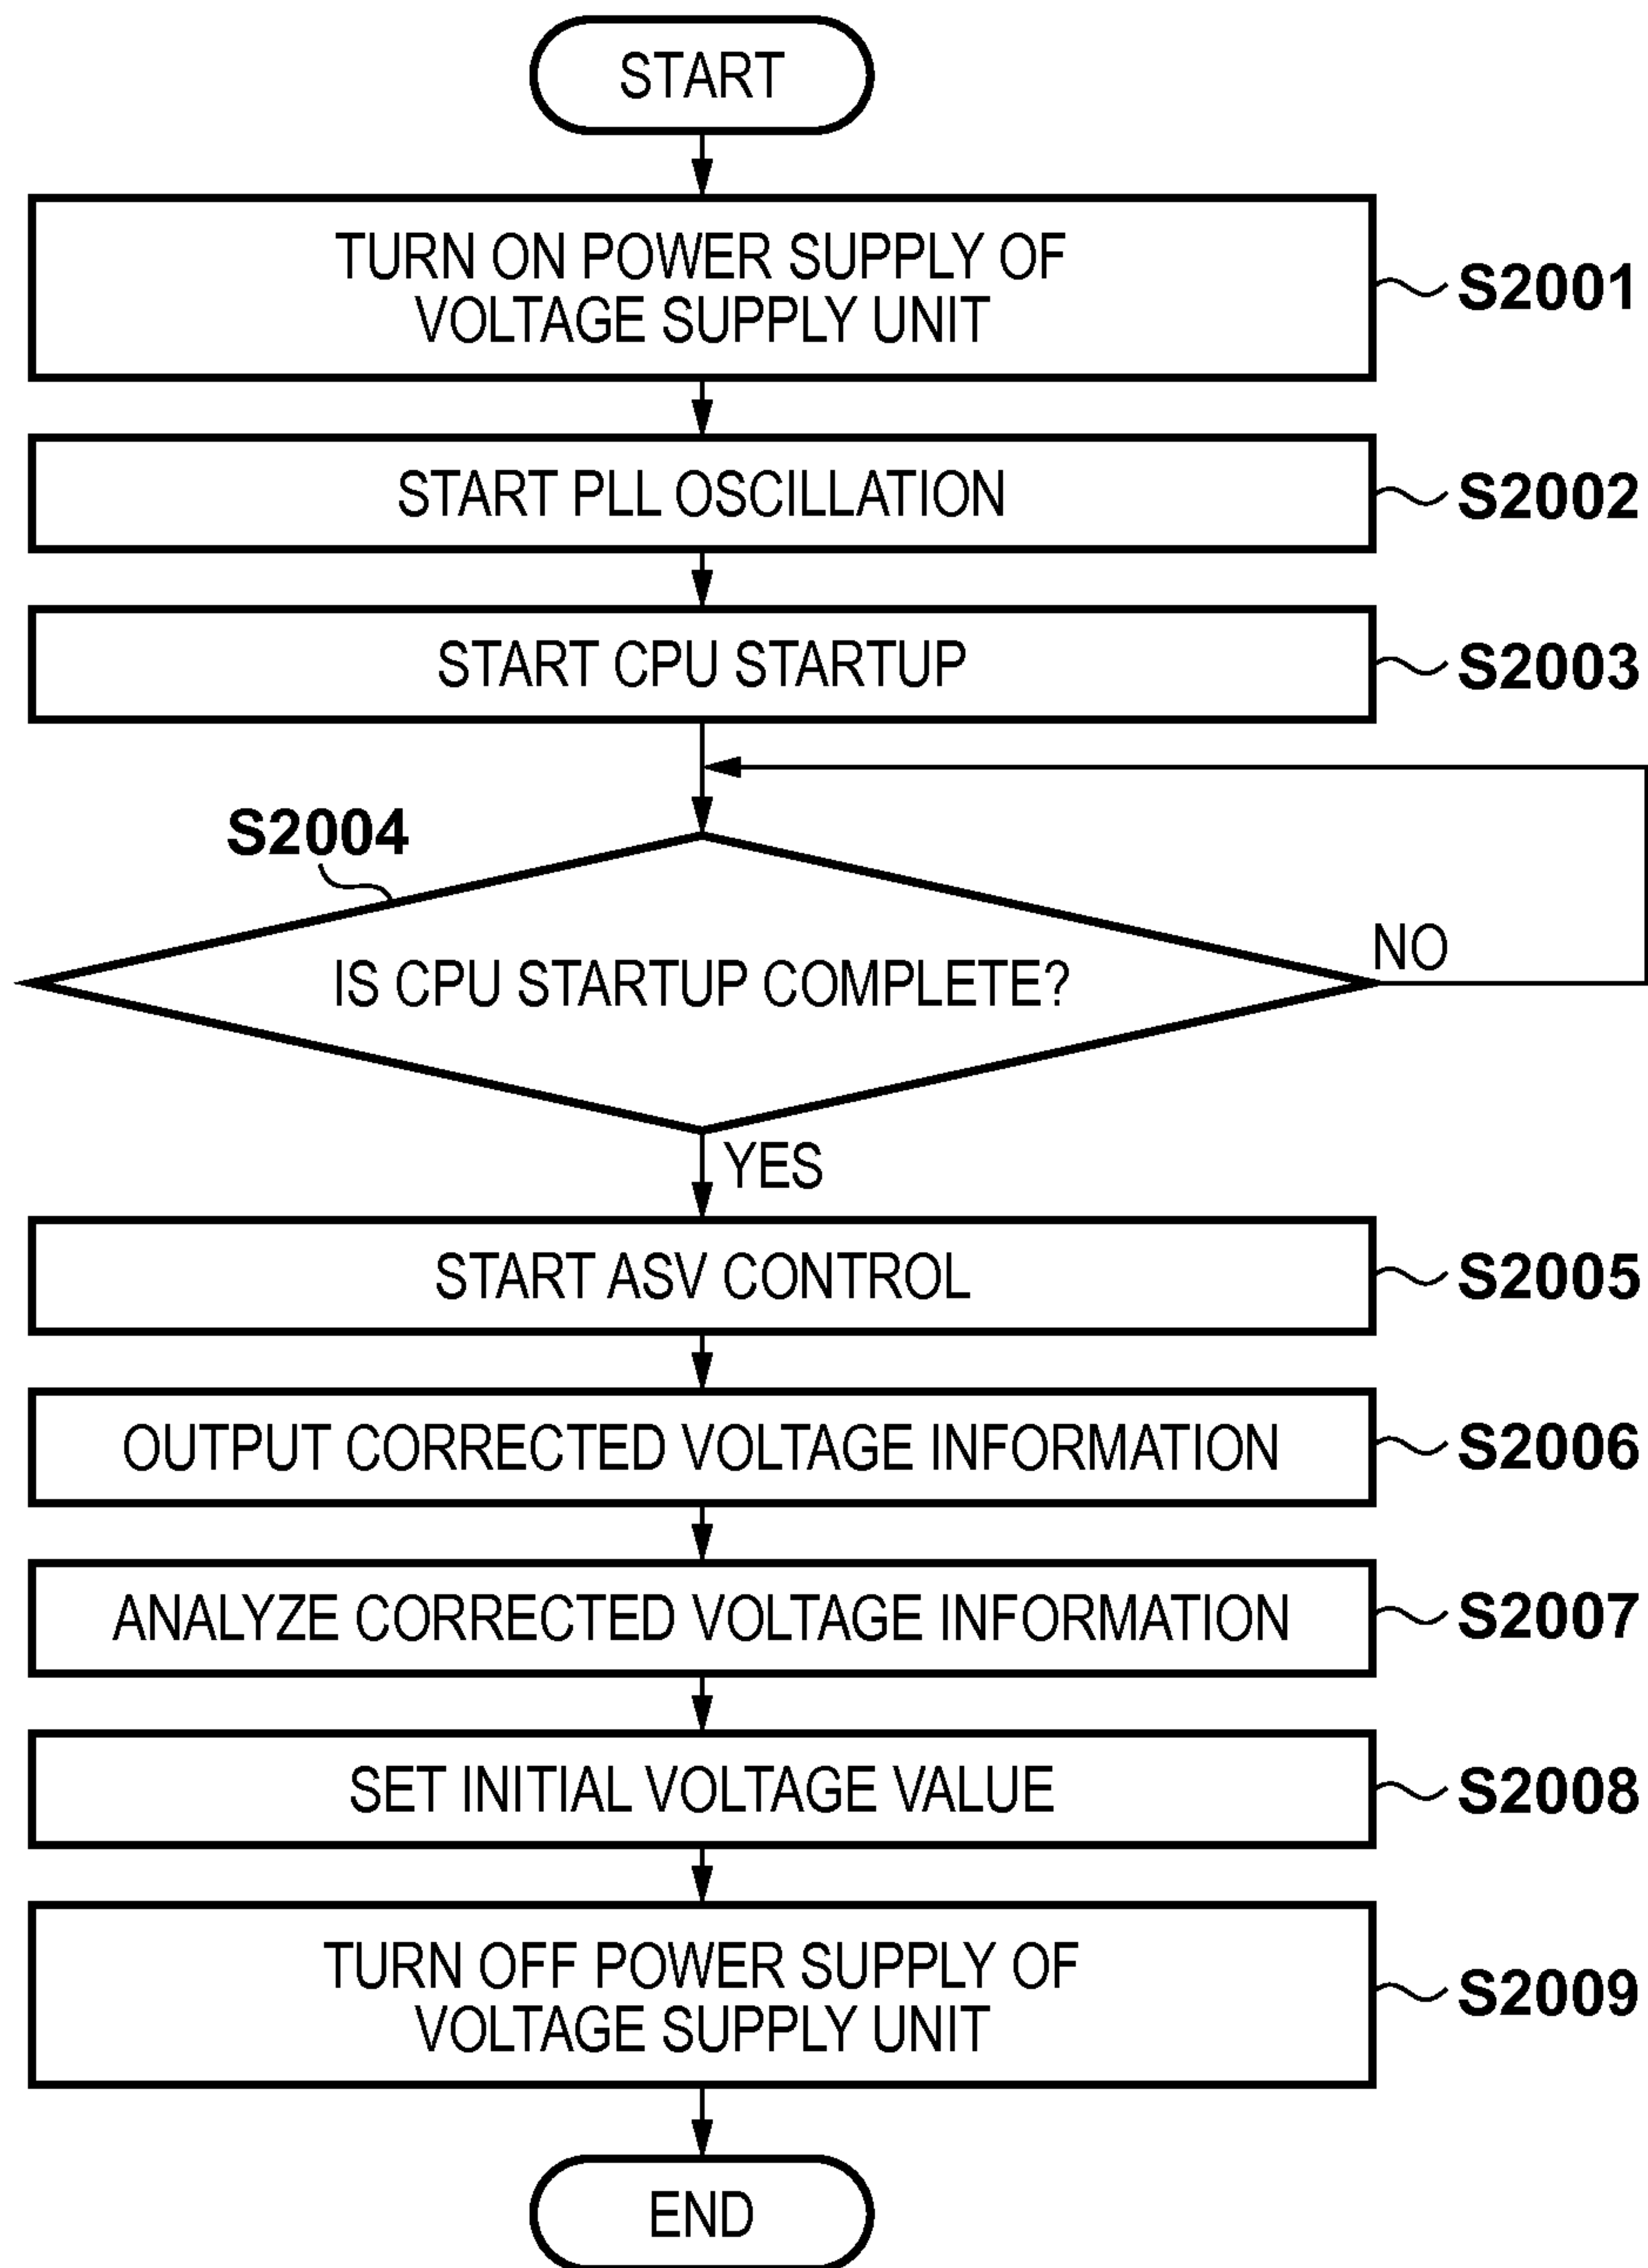 START
TURN ON POWER SUPPLY OF
VOLTAGE SUPPLY UNIT
S2001
START PLL OSCILLATION
S2002
START CPU STARTUP
S2003
S2004
IS CPU STARTUP COMPLETE?
NO
YES
START ASV CONTROL
S2005
OUTPUT CORRECTED VOLTAGE INFORMATION
S2006
ANALYZE CORRECTED VOLTAGE INFORMATION
S2007
SET INITIAL VOLTAGE VALUE
S2008
TURN OFF POWER SUPPLY OF
VOLTAGE SUPPLY UNIT
S2009
END